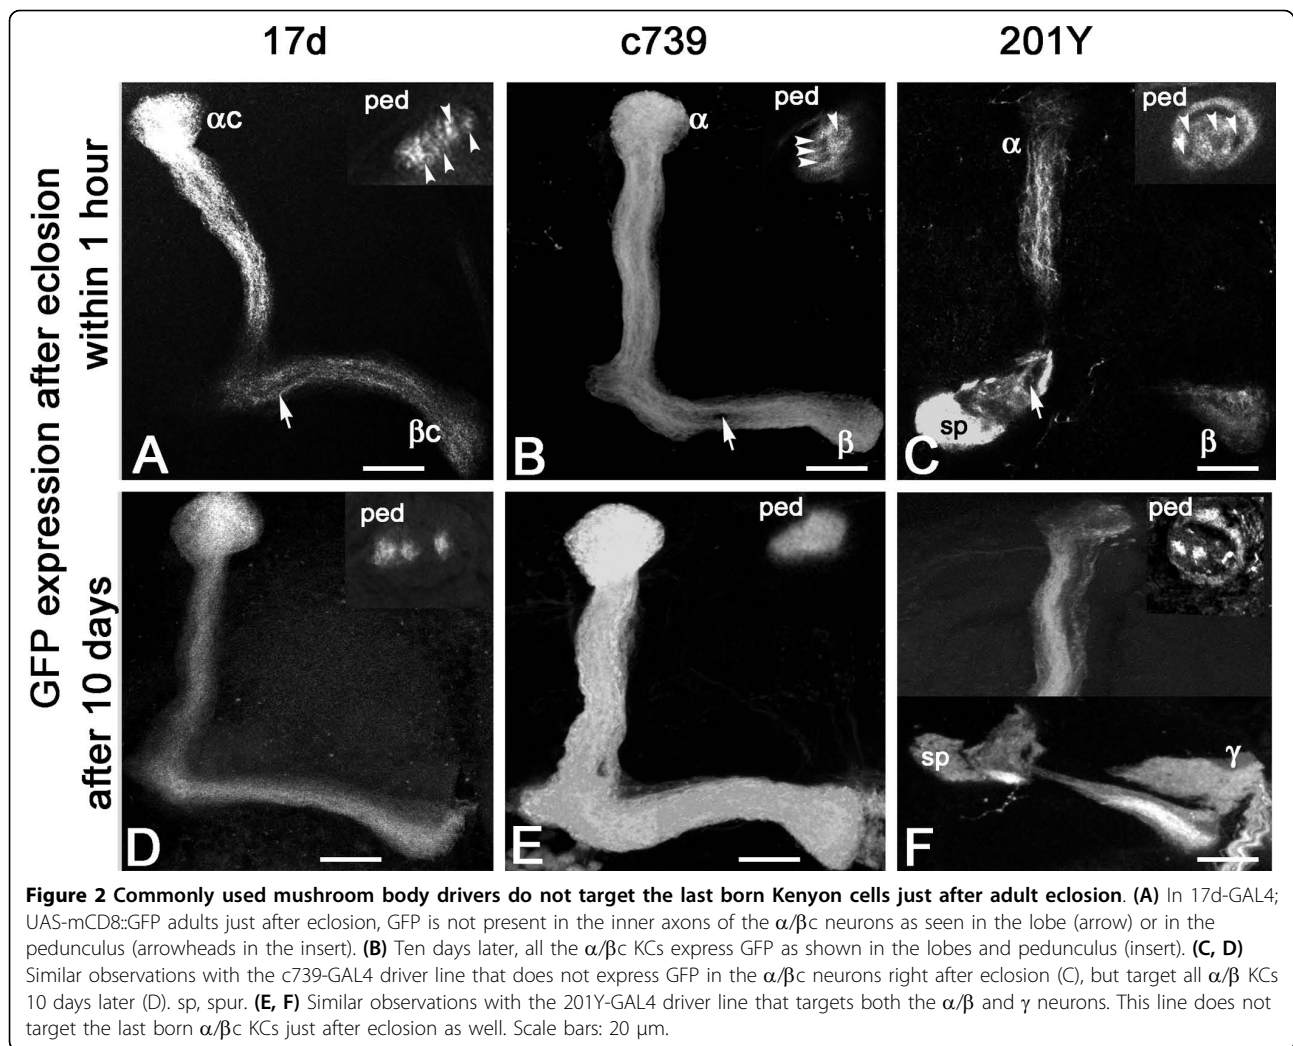 17d
c739
201Y
GFP expression after eclosion
within 1 hour
after 10 days
αc
ped
βc
A
α
ped
β
B
α
ped
sp
β
C
ped
D
ped
E
ped
sp
γ
F
Figure 2 Commonly used mushroom body drivers do not target the last born Kenyon cells just after adult eclosion. (A) In 17d-GAL4;
UAS-mCD8::GFP adults just after eclosion, GFP is not present in the inner axons of the α/βc neurons as seen in the lobe (arrow) or in the
pedunculus (arrowheads in the insert). (B) Ten days later, all the α/βc KCs express GFP as shown in the lobes and pedunculus (insert). (C, D)
Similar observations with the c739-GAL4 driver line that does not express GFP in the α/βc neurons right after eclosion (C), but target all α/β KCs
10 days later (D). sp, spur. (E, F) Similar observations with the 201Y-GAL4 driver line that targets both the α/β and γ neurons. This line does not
target the last born α/βc KCs just after eclosion as well. Scale bars: 20 μm.